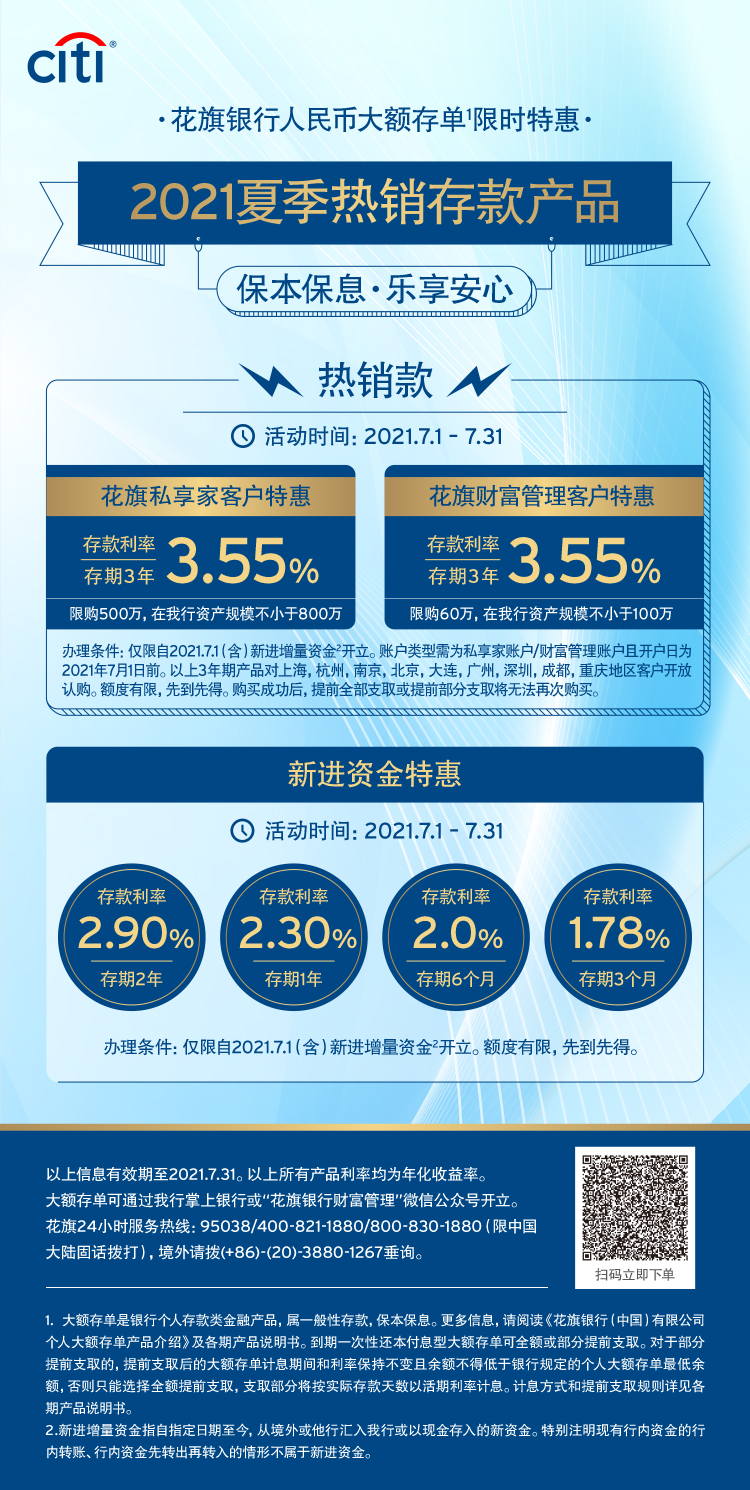 citi®
·花旗银行人民币大额存单¹限时特惠·
2021夏季热销存款产品
保本保息·乐享安心
热销款
活动时间: 2021.7.1 - 7.31
花旗私享家客户特惠
存款利率
存期3年
3.55%
限购500万, 在我行资产规模不小于800万
花旗财富管理客户特惠
存款利率
存期3年
3.55%
限购60万, 在我行资产规模不小于100万
办理条件: 仅限自2021.7.1(含)新进增量资金²开立。账户类型需为私享家账户/财富管理账户且开户日为
2021年7月1日前。以上3年期产品对上海, 杭州, 南京, 北京, 大连, 广州, 深圳, 成都, 重庆地区客户开放
认购。额度有限, 先到先得。购买成功后, 提前全部支取或提前部分支取将无法再次购买。
新进资金特惠
活动时间: 2021.7.1 - 7.31
存款利率
2.90%
存期2年
存款利率
2.30%
存期1年
存款利率
2.0%
存期6个月
存款利率
1.78%
存期3个月
办理条件: 仅限自2021.7.1(含)新进增量资金²开立。额度有限, 先到先得。
以上信息有效期至2021.7.31。以上所有产品利率均为年化收益率。
大额存单可通过我行掌上银行或“花旗银行财富管理”微信公众号开立。
花旗24小时服务热线: 95038/400-821-1880/800-830-1880(限中国
大陆固话拨打), 境外请拨(+86)-(20)-3880-1267垂询。
扫码立即下单
1. 大额存单是银行个人存款类金融产品, 属一般性存款, 保本保息。更多信息, 请阅读《花旗银行(中国)有限公司
个人大额存单产品介绍》及各期产品说明书。到期一次性还本付息型大额存单可全额或部分提前支取。对于部分
提前支取的, 提前支取后的大额存单计息期间和利率保持不变且余额不得低于银行规定的个人大额存单最低余
额, 否则只能选择全额提前支取, 支取部分将按实际存款天数以活期利率计息。计息方式和提前支取规则详见各
期产品说明书。
2.新进增量资金指自指定日期至今, 从境外或他行汇入我行或以现金存入的新资金。特别注明现有行内资金的行
内转账、行内资金先转出再转入的情形不属于新进资金。